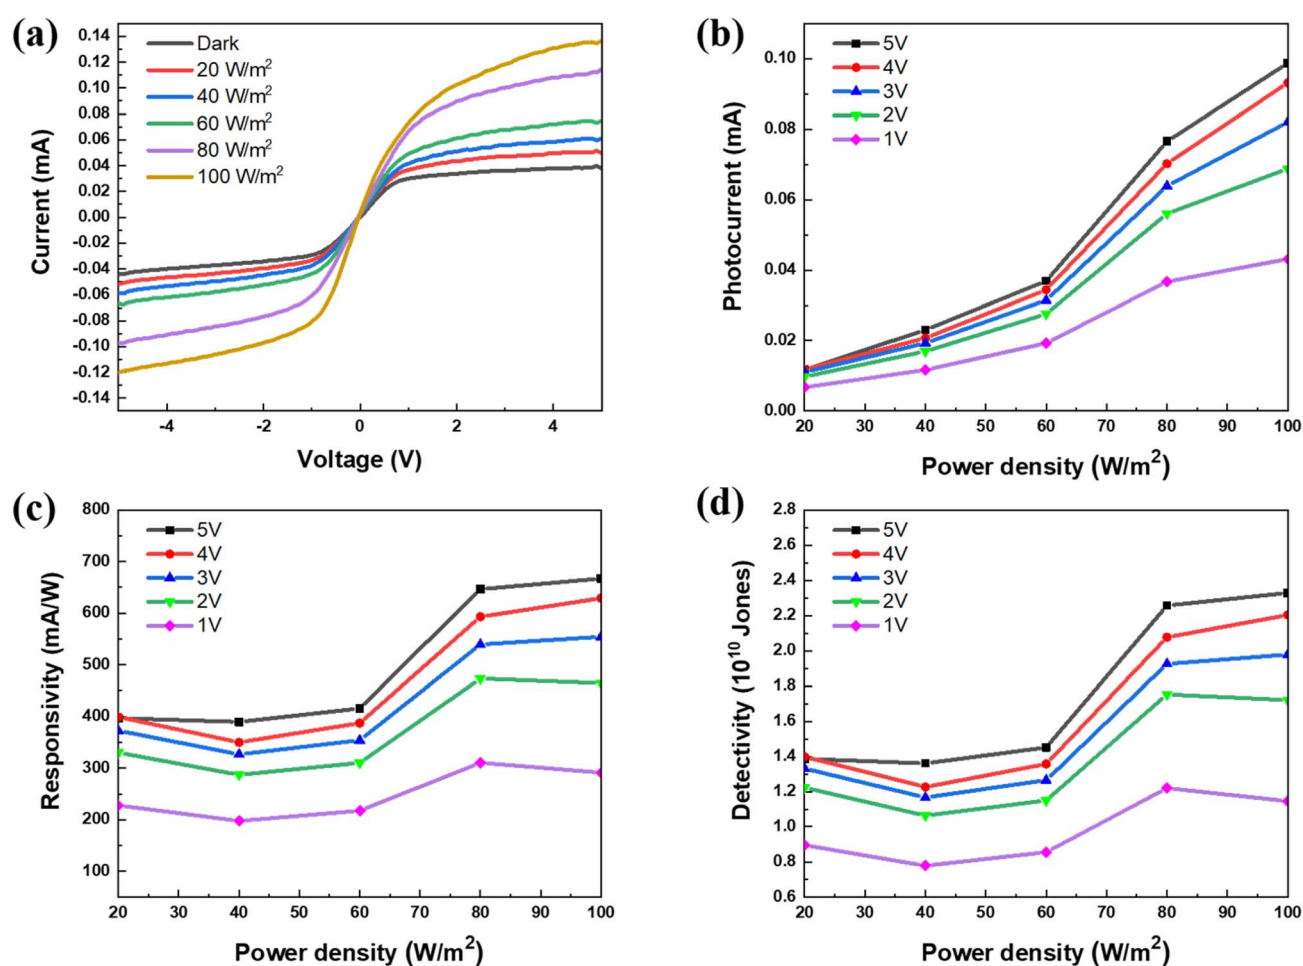 (a)
0.14
0.12
0.10
0.08
0.06
0.04
0.02
0.00
-0.02
-0.04
-0.06
-0.08
-0.10
-0.12
-0.14
Current (mA)
Dark
20 W/m²
40 W/m²
60 W/m²
80 W/m²
100 W/m²
-4 -2 0 2 4
Voltage (V)
(b)
0.10
0.08
0.06
0.04
0.02
0.00
Photocurrent (mA)
5V
4V
3V
2V
1V
20 30 40 50 60 70 80 90 100
Power density (W/m²)
(c)
800
700
600
500
400
300
200
100
Responsivity (mA/W)
5V
4V
3V
2V
1V
20 30 40 50 60 70 80 90 100
Power density (W/m²)
(d)
2.8
2.6
2.4
2.2
2.0
1.8
1.6
1.4
1.2
1.0
0.8
0.6
Detectivity (10¹⁰ Jones)
5V
4V
3V
2V
1V
20 30 40 50 60 70 80 90 100
Power density (W/m²)